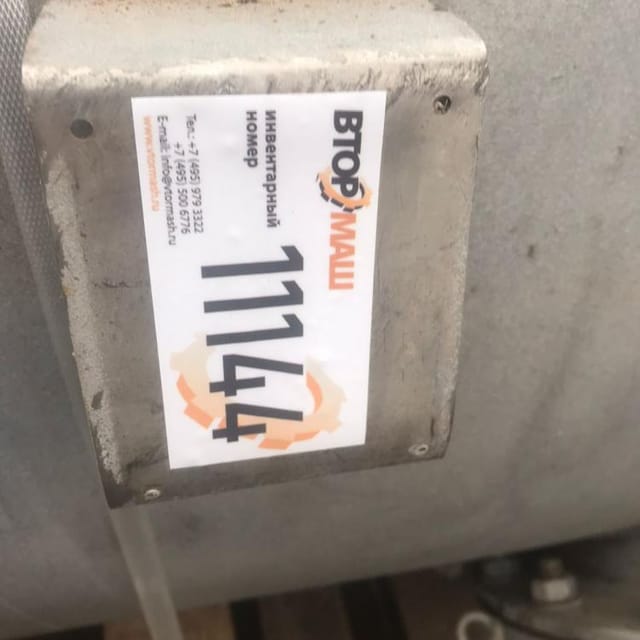 ВТОРМАШ
инвентарный
номер
11144
Тел.: +7 (495) 979 3322
+7 (495) 500 6776
E-mail: info@vtormash.ru
www.vtormash.ru